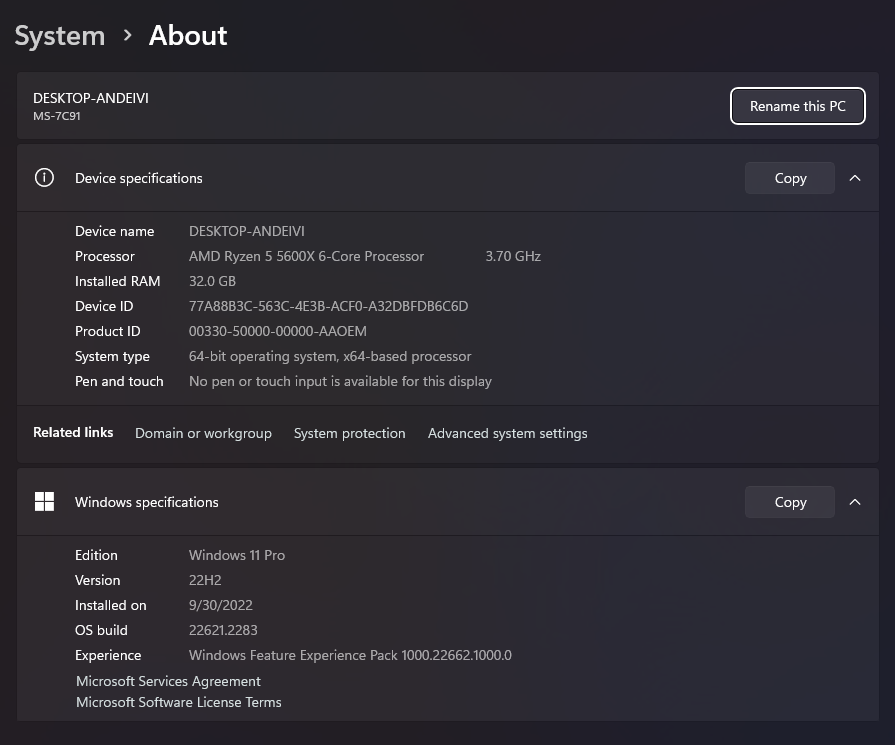 System > About
DESKTOP-ANDEIVI
MS-7C91
Rename this PC
Device specifications
Copy
Device name DESKTOP-ANDEIVI
Processor AMD Ryzen 5 5600X 6-Core Processor 3.70 GHz
Installed RAM 32.0 GB
Device ID 77A88B3C-563C-4E3B-ACF0-A32DBFDB6C6D
Product ID 00330-50000-00000-AAOEM
System type 64-bit operating system, x64-based processor
Pen and touch No pen or touch input is available for this display
Related links Domain or workgroup System protection Advanced system settings
Windows specifications
Copy
Edition Windows 11 Pro
Version 22H2
Installed on 9/30/2022
OS build 22621.2283
Experience Windows Feature Experience Pack 1000.22662.1000.0
Microsoft Services Agreement
Microsoft Software License Terms